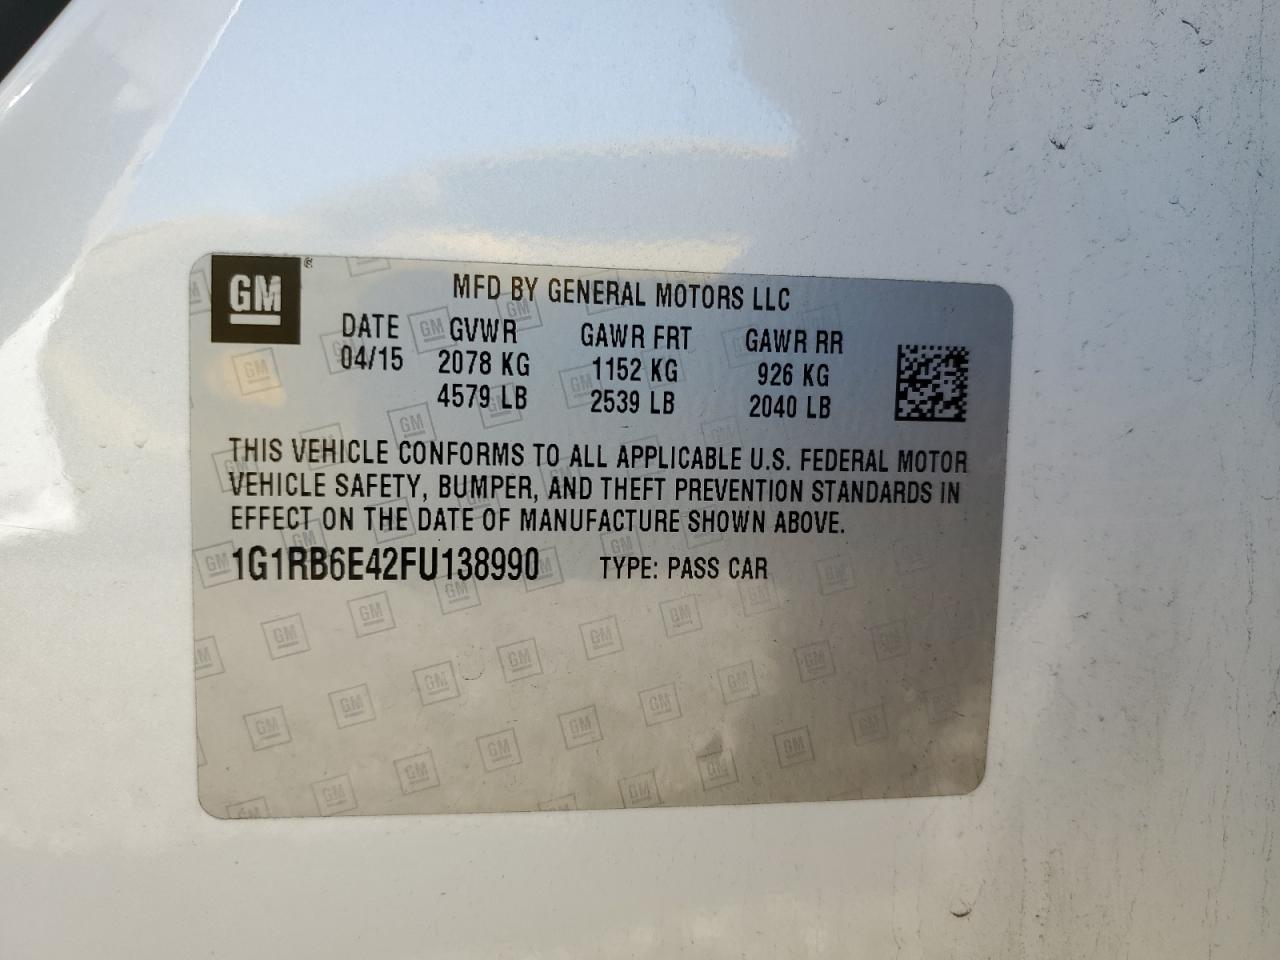 GM ®
MFD BY GENERAL MOTORS LLC
DATE GVWR GAWR FRT GAWR RR
04/15 2078 KG 1152 KG 926 KG
4579 LB 2539 LB 2040 LB
THIS VEHICLE CONFORMS TO ALL APPLICABLE U.S. FEDERAL MOTOR
VEHICLE SAFETY, BUMPER, AND THEFT PREVENTION STANDARDS IN
EFFECT ON THE DATE OF MANUFACTURE SHOWN ABOVE.
1G1RB6E42FU138990 TYPE: PASS CAR